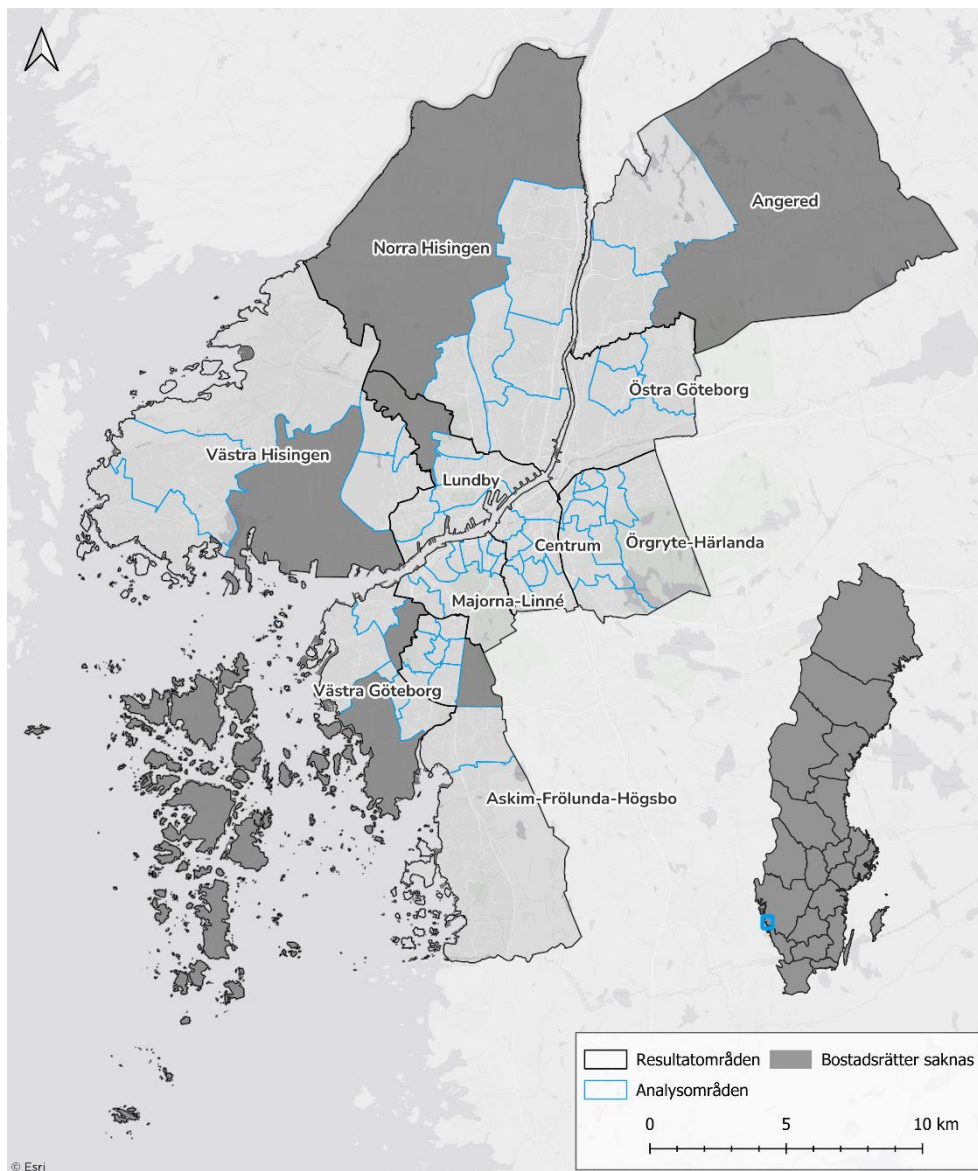 Angered
Norra Hisingen
Östra Göteborg
Västra Hisingen
Lundby
Centrum
Örgryte-Härlanda
Majorna-Linné
Västra Göteborg
Askim-Frölunda-Högsbo
Resultatområden
Bostadsrätter saknas
Analysområden
0 5 10 km
© Esri